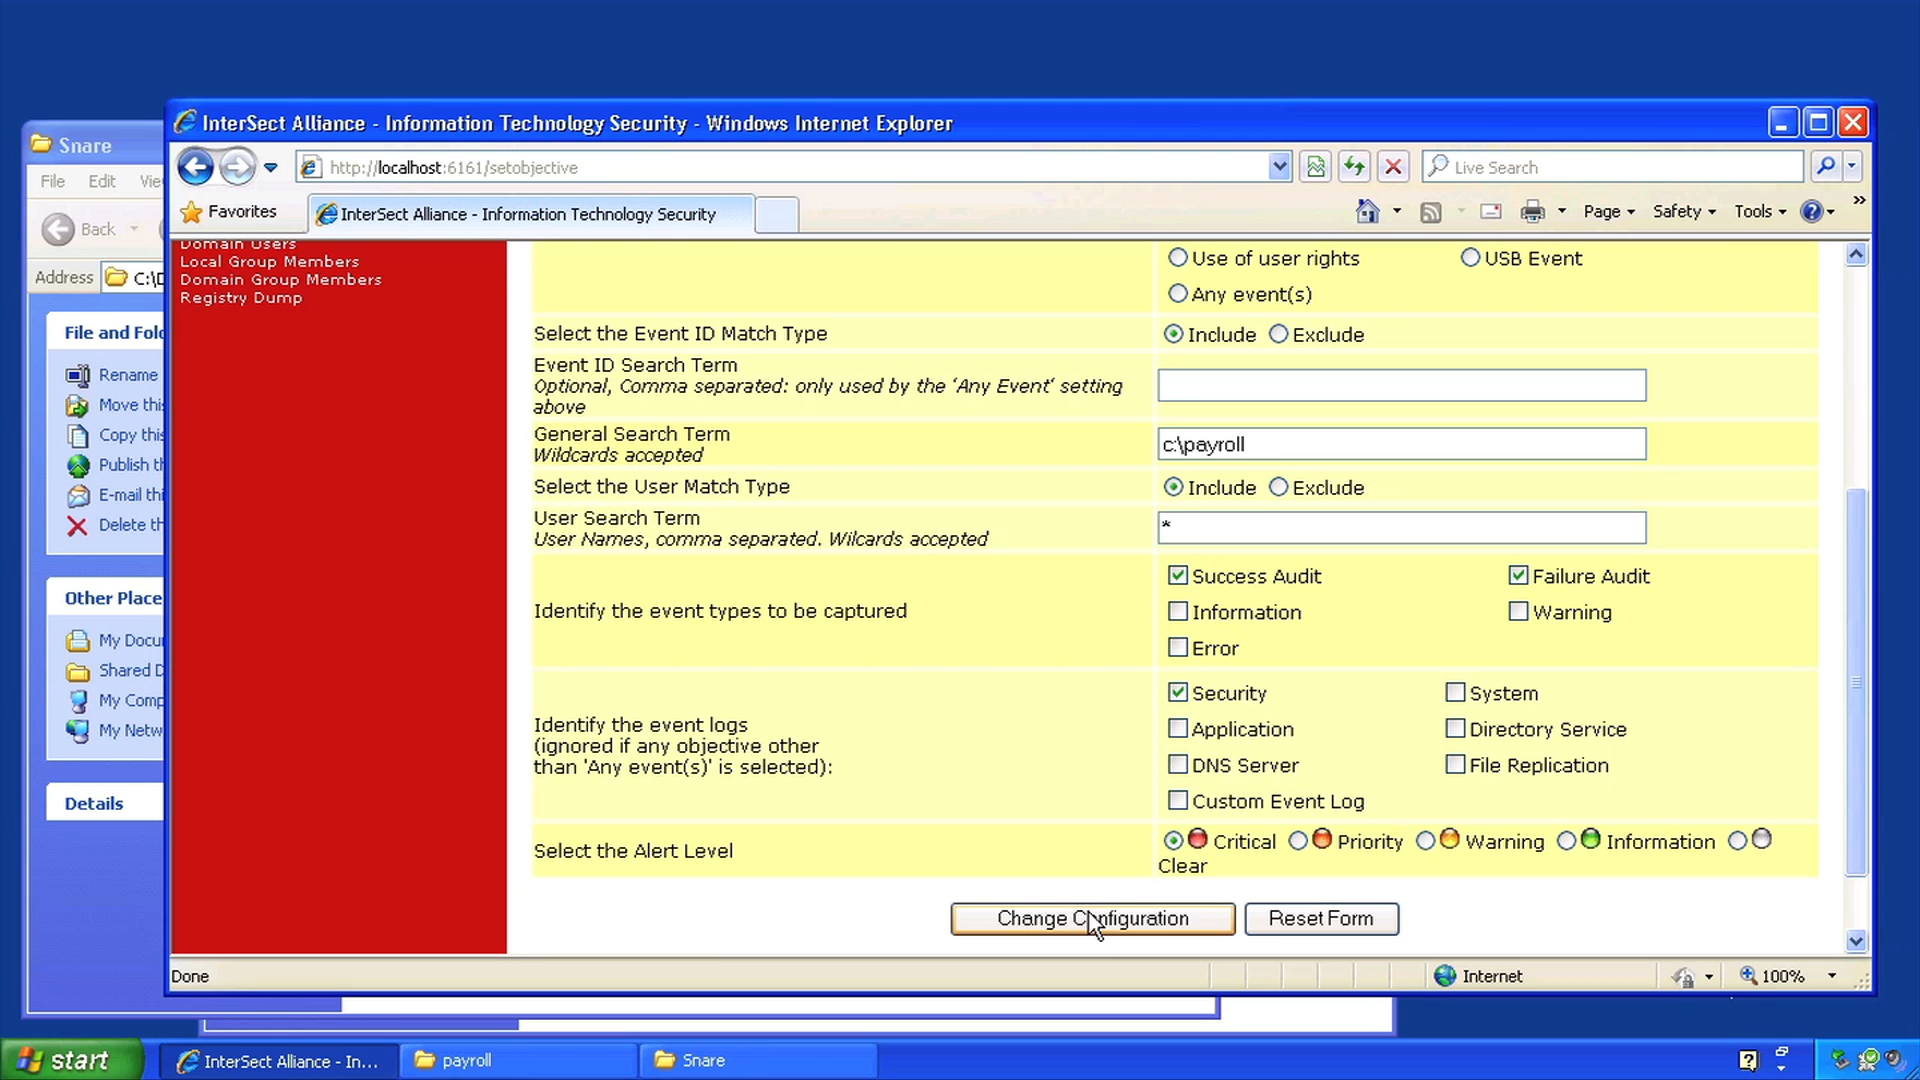 Snare
InterSect Alliance - Information Technology Security - Windows Internet Explorer
File Edit
http://localhost:6161/setobjective
Live Search
Back
Favorites
InterSect Alliance - Information Technology Security
Page Safety Tools
Address
Domain Users
Local Group Members
Domain Group Members
Registry Dump
File and
Rename
Move
Copy
Publish
E-mail
Delete
Other
My
Shared
My
My
Details
Use of user rights USB Event
Any event(s)
Select the Event ID Match Type
Include Exclude
Event ID Search Term
Optional, Comma separated: only used by the 'Any Event' setting
above
General Search Term
Wildcards accepted
c:\payroll
Select the User Match Type
Include Exclude
User Search Term
User Names, comma separated. Wilcards accepted
*
Identify the event types to be captured
Success Audit Failure Audit
Information Warning
Error
Identify the event logs
(ignored if any objective other
than 'Any event(s)' is selected):
Security System
Application Directory Service
DNS Server File Replication
Custom Event Log
Select the Alert Level
Critical Priority Warning Information
Clear
Change Configuration Reset Form
Done
Internet
100%
start
InterSect Alliance - In...
payroll
Snare